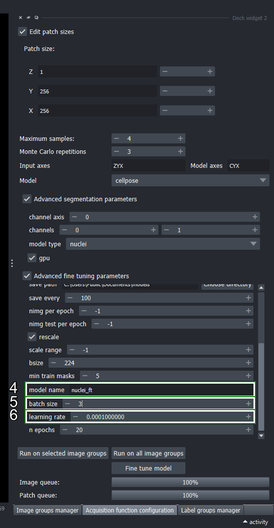 Dock widget 2
Edit patch sizes
Patch size:
Z 1
Y 256
X 256
Maximum samples: 4
Monte Carlo repetitions 3
Input axes ZYX Model axes CYX
Model cellpose
Advanced segmentation parameters
channel axis 0
channels 0 1
model type nuclei
gpu
Advanced fine tuning parameters
save path Choose directory
save every 100
nimg per epoch -1
nimg test per epoch -1
rescale
scale range -1
bsize 224
min train masks 5
4 model name nuclei_ft
5 batch size 3
6 learning rate 0.0001000000
n epochs 20
Run on selected image groups Run on all image groups
Fine tune model
Image queue: 100%
Patch queue: 100%
Image groups manager Acquisition function configuration Label groups manager
activity